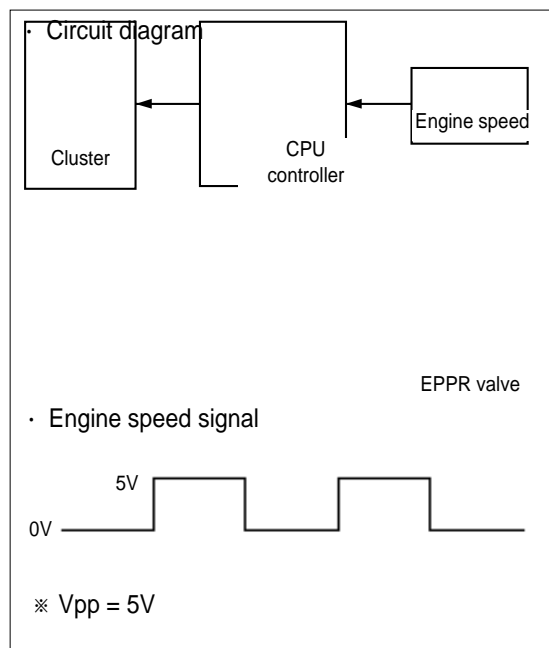 · Circuit diagram
Engine speed
Cluster
CPU
controller
EPPR valve
· Engine speed signal
5V
0V
※ Vpp = 5V